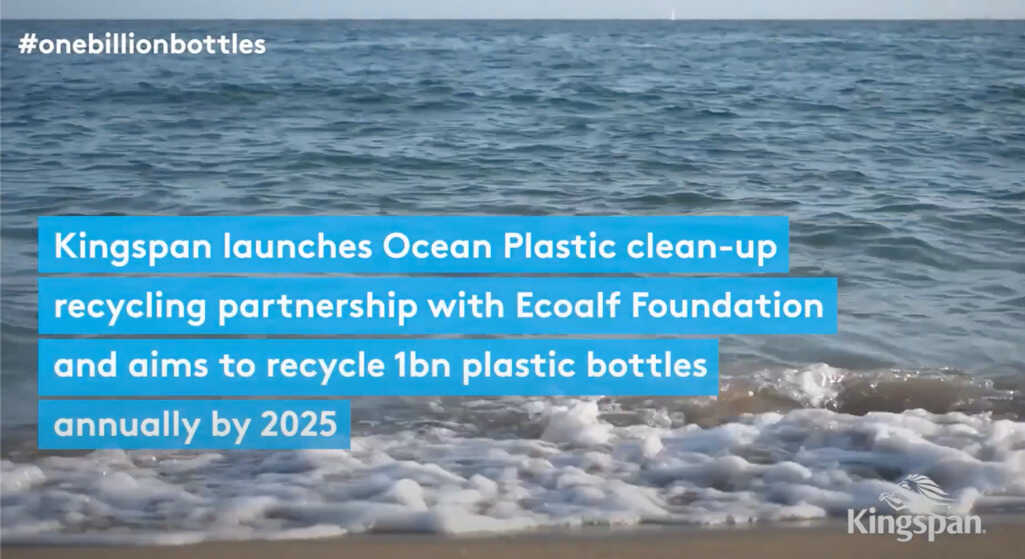 #onebillionbottles
Kingspan launches Ocean Plastic clean-up
recycling partnership with Ecoalf Foundation
and aims to recycle 1bn plastic bottles
annually by 2025
Kingspan.